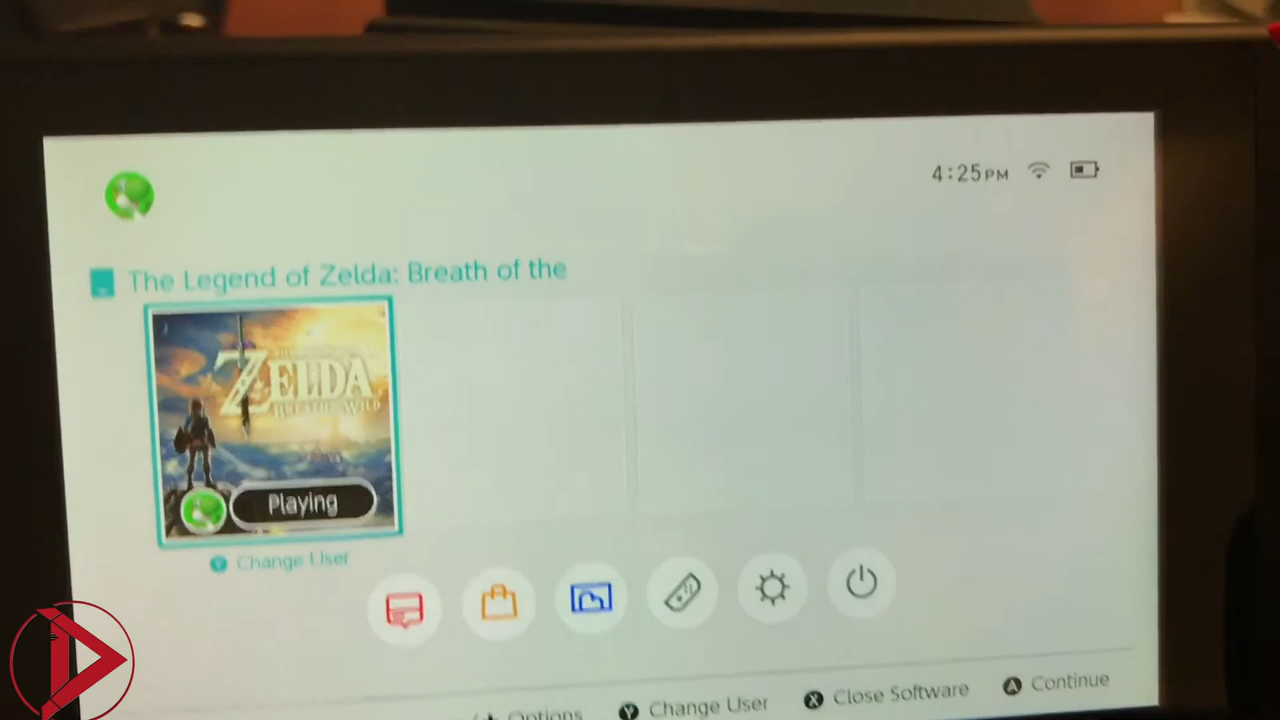 4:25PM
The Legend of Zelda: Breath of the
ZELDA
BREATH OF THE WILD
Playing
Y Change User
Options
Y Change User
X Close Software
A Continue